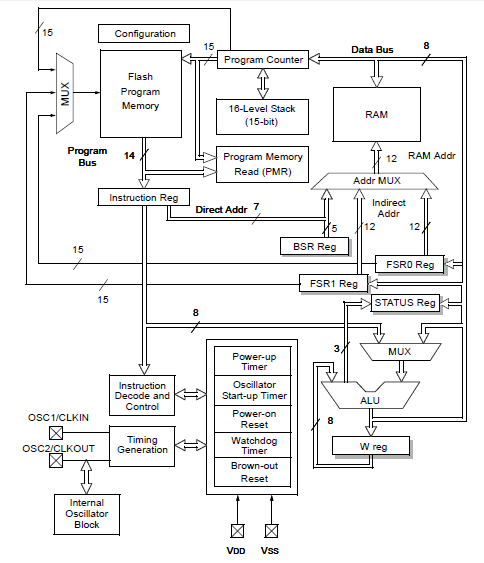 Configuration
15
15
Data Bus
8
Program Counter
MUX
Flash
Program
Memory
16-Level Stack
(15-bit)
RAM
Program
Bus
14
Program Memory
Read (PMR)
12
RAM Addr
Addr MUX
Instruction Reg
Direct Addr
7
Indirect
Addr
5
12
12
BSR Reg
15
FSR0 Reg
15
FSR1 Reg
STATUS Reg
8
3
MUX
Power-up
Timer
Instruction
Decode and
Control
Oscillator
Start-up Timer
ALU
OSC1/CLKIN
Power-on
Reset
8
Timing
Generation
OSC2/CLKOUT
Watchdog
Timer
W reg
Brown-out
Reset
Internal
Oscillator
Block
VDD
VSS